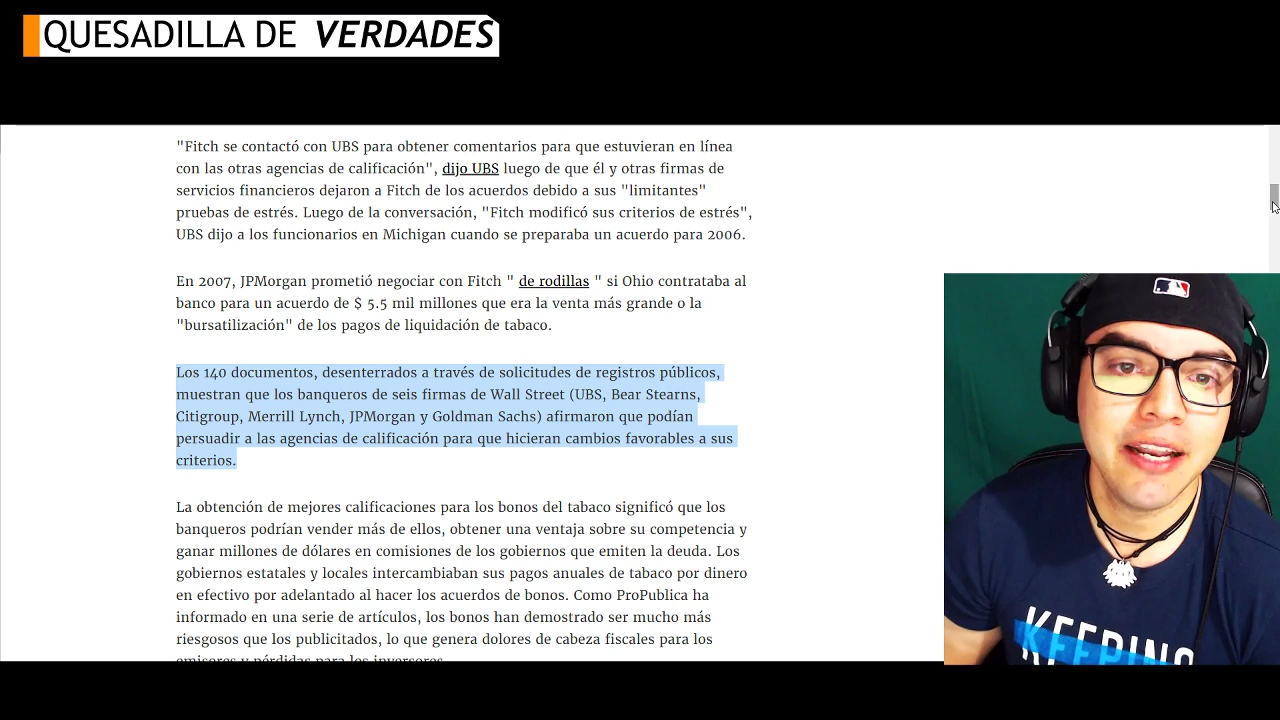 QUESADILLA DE VERDADES
"Fitch se contactó con UBS para obtener comentarios para que estuvieran en línea
con las otras agencias de calificación", dijo UBS luego de que él y otras firmas de
servicios financieros dejaron a Fitch de los acuerdos debido a sus "limitantes"
pruebas de estrés. Luego de la conversación, "Fitch modificó sus criterios de estrés",
UBS dijo a los funcionarios en Michigan cuando se preparaba un acuerdo para 2006.
En 2007, JPMorgan prometió negociar con Fitch " de rodillas " si Ohio contrataba al
banco para un acuerdo de $ 5.5 mil millones que era la venta más grande o la
"bursatilización" de los pagos de liquidación de tabaco.
Los 140 documentos, desenterrados a través de solicitudes de registros públicos,
muestran que los banqueros de seis firmas de Wall Street (UBS, Bear Stearns,
Citigroup, Merrill Lynch, JPMorgan y Goldman Sachs) afirmaron que podían
persuadir a las agencias de calificación para que hicieran cambios favorables a sus
criterios.
La obtención de mejores calificaciones para los bonos del tabaco significó que los
banqueros podrían vender más de ellos, obtener una ventaja sobre su competencia y
ganar millones de dólares en comisiones de los gobiernos que emiten la deuda. Los
gobiernos estatales y locales intercambiaban sus pagos anuales de tabaco por dinero
en efectivo por adelantado al hacer los acuerdos de bonos. Como ProPublica ha
informado en una serie de artículos, los bonos han demostrado ser mucho más
riesgosos que los publicitados, lo que genera dolores de cabeza fiscales para los
emisores y pérdidas para los inversores.
KEEPING